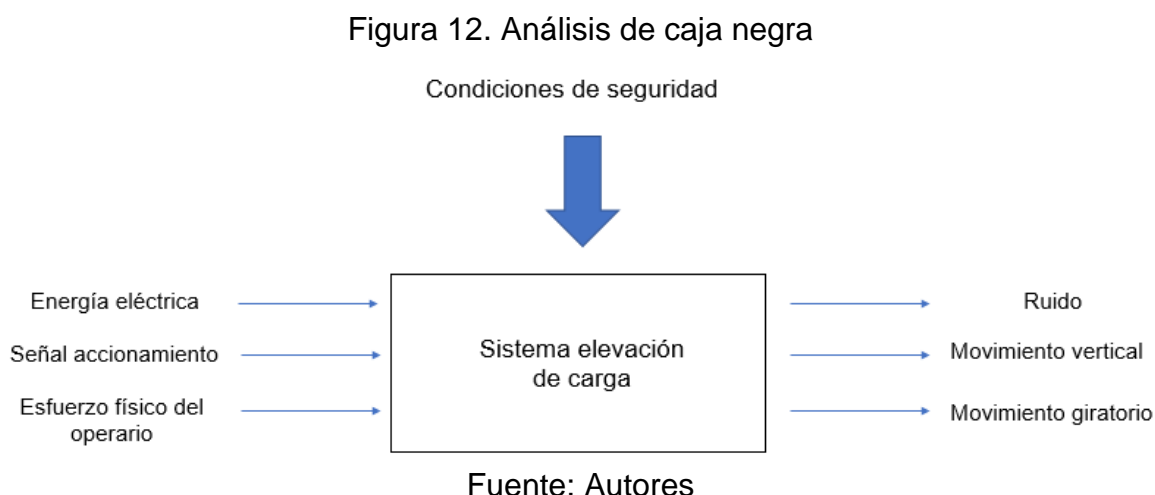 Figura 12. Análisis de caja negra
Condiciones de seguridad
Energía eléctrica
Señal accionamiento
Esfuerzo físico del
operario
Sistema elevación
de carga
Ruido
Movimiento vertical
Movimiento giratorio
Fuente: Autores